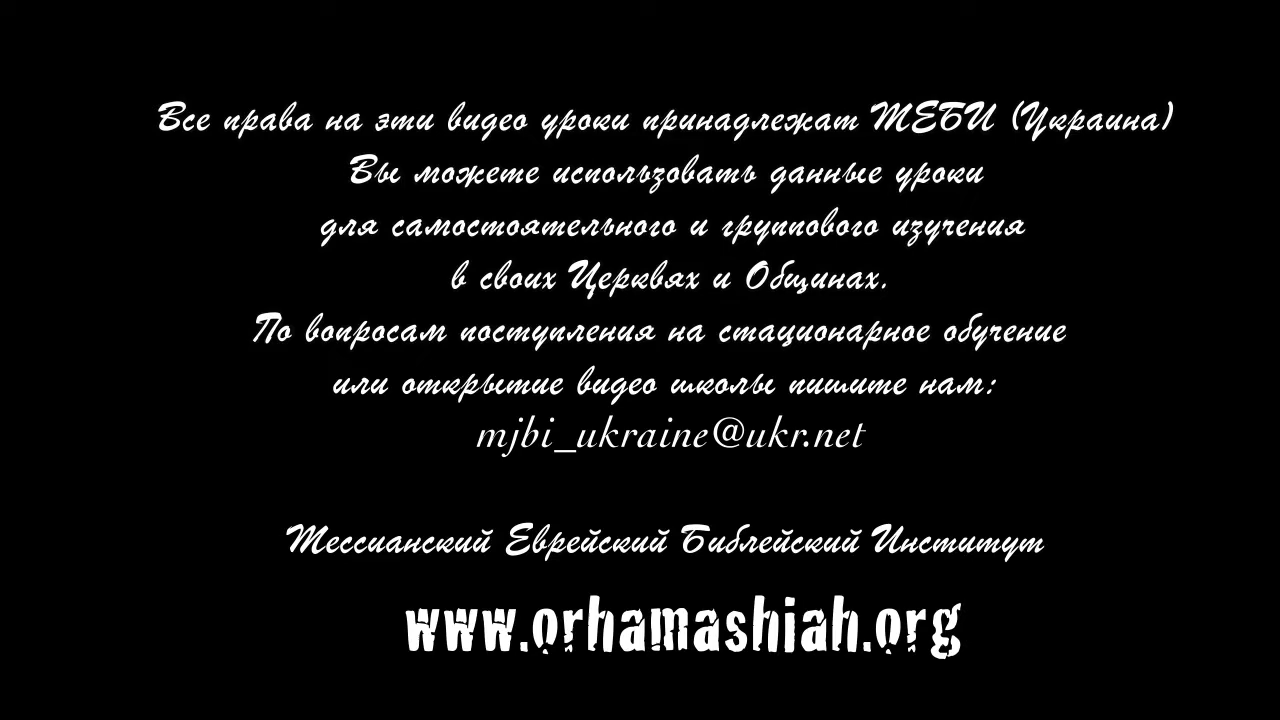 Все права на эти видео уроки принадлежат МЕБИ (Украина)
Вы можете использовать данные уроки
для самостоятельного и группового изучения
в своих Церквях и Общинах.
По вопросам поступления на стационарное обучение
или открытие видео школы пишите нам:
mjbi_ukraine@ukr.net
Мессианский Еврейский Библейский Институт
www.orhamashiah.org